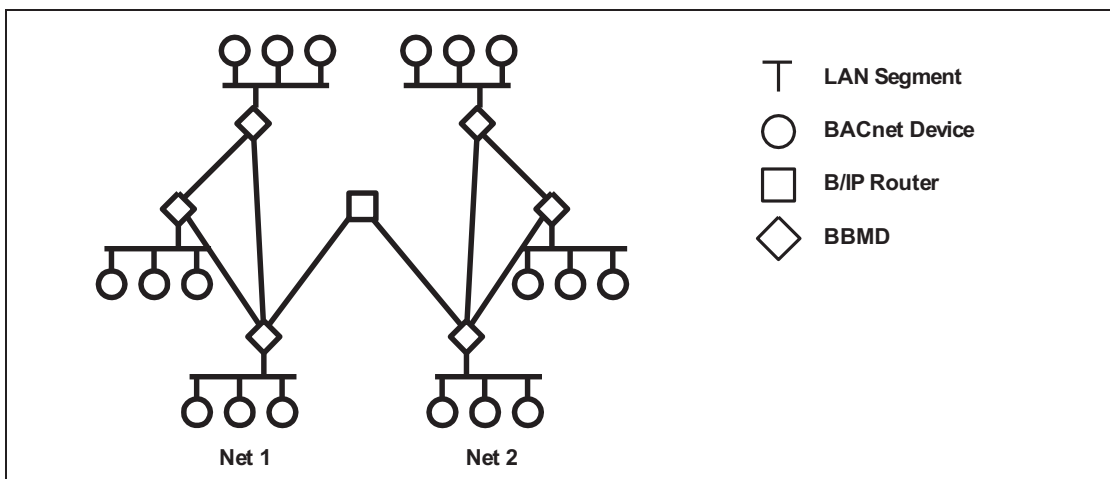 LAN Segment
BACnet Device
B/IP Router
BBMD
Net 1
Net 2